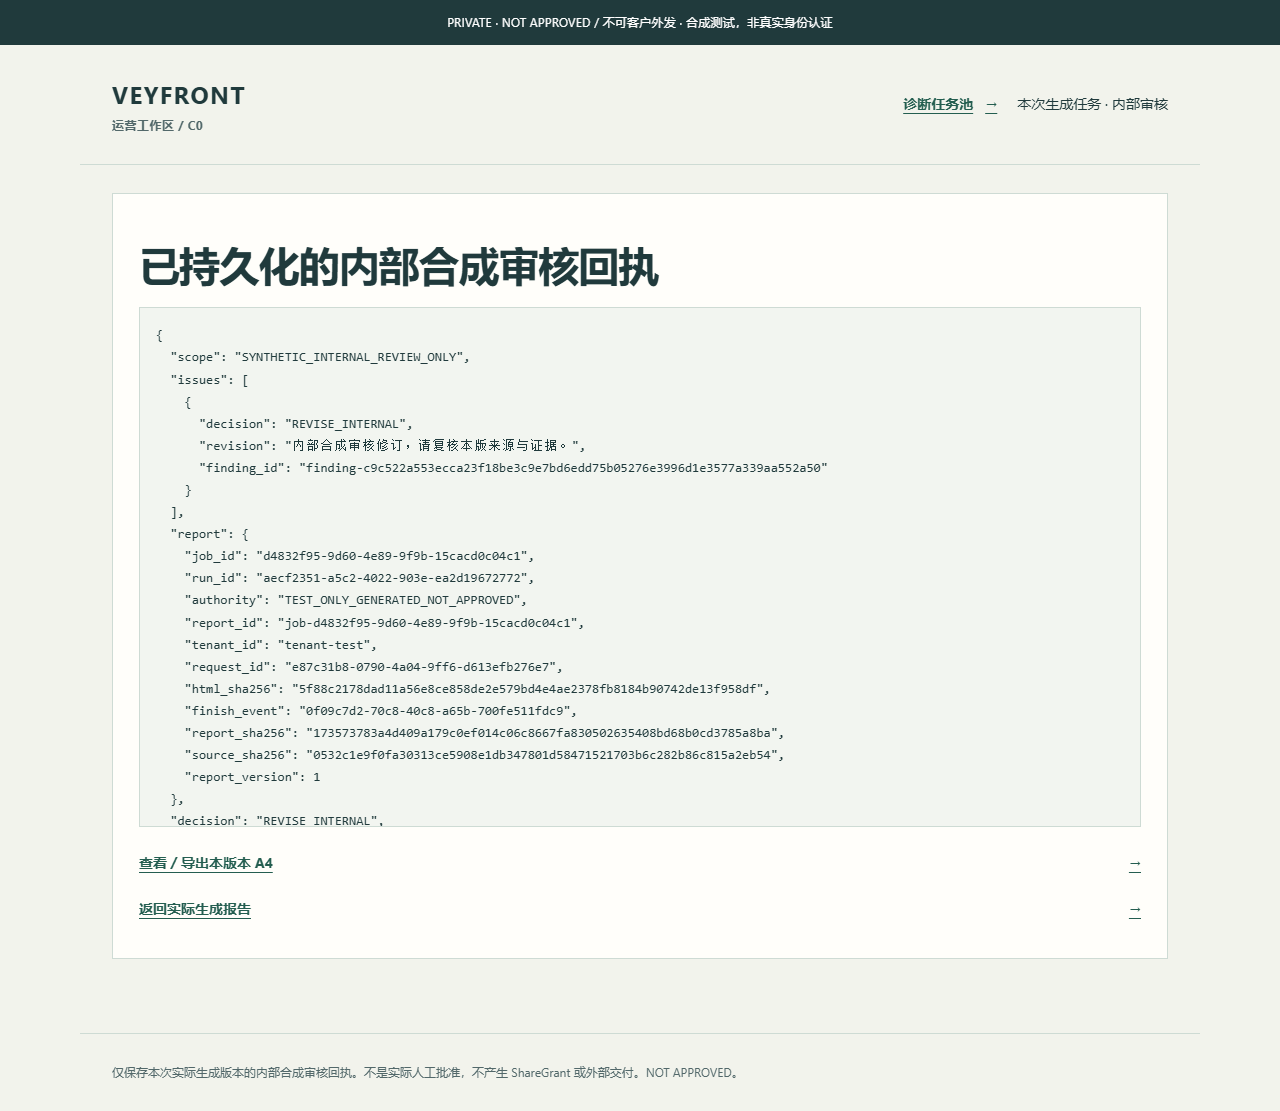 PRIVATE · NOT APPROVED / 不可客户外发 · 合成测试，非真实身份认证
VEYFRONT
运营工作区 / C0
诊断任务池 → 本次生成任务 · 内部审核
已持久化的内部合成审核回执
{
  "scope": "SYNTHETIC_INTERNAL_REVIEW_ONLY",
  "issues": [
    {
      "decision": "REVISE_INTERNAL",
      "revision": "内部合成审核修订，请复核本版来源与证据。",
      "finding_id": "finding-c9c522a553ecca23f18be3c9e7bd6edd75b05276e3996d1e3577a339aa552a50"
    }
  ],
  "report": {
    "job_id": "d4832f95-9d60-4e89-9f9b-15cacd0c04c1",
    "run_id": "aecf2351-a5c2-4022-903e-ea2d19672772",
    "authority": "TEST_ONLY_GENERATED_NOT_APPROVED",
    "report_id": "job-d4832f95-9d60-4e89-9f9b-15cacd0c04c1",
    "tenant_id": "tenant-test",
    "request_id": "e87c31b8-0790-4a04-9ff6-d613efb276e7",
    "html_sha256": "5f88c2178dad11a56e8ce858de2e579bd4e4ae2378fb8184b90742de13f958df",
    "finish_event": "0f09c7d2-70c8-40c8-a65b-700fe511fdc9",
    "report_sha256": "173573783a4d409a179c0ef014c06c8667fa830502635408bd68b0cd3785a8ba",
    "source_sha256": "0532c1e9f0fa30313ce5908e1db347801d58471521703b6c282b86c815a2eb54",
    "report_version": 1
  },
  "decision": "REVISE_INTERNAL",
查看 / 导出本版本 A4 →
返回实际生成报告 →
仅保存本次实际生成版本的内部合成审核回执。不是实际人工批准，不产生 ShareGrant 或外部交付。NOT APPROVED。